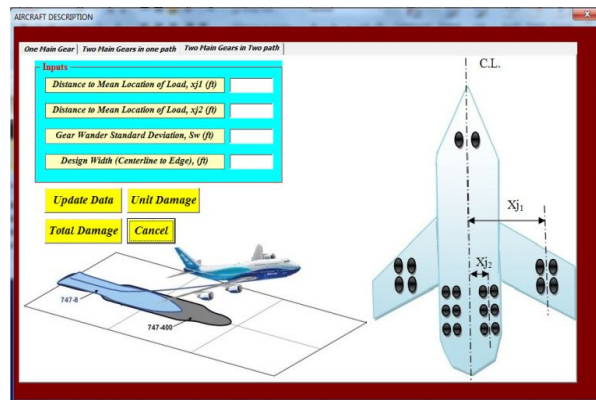 AIRCRAFT DESCRIPTION
One Main Gear
Two Main Gears in one path
Two Main Gears in Two path
Inputs
Distance to Mean Location of Load, xj1 (ft)
Distance to Mean Location of Load, xj2 (ft)
Gear Wander Standard Deviation, Sw (ft)
Design Width (Centerline to Edge), (ft)
Update Data
Unit Damage
Total Damage
Cancel
747-8
747-400
C.L.
Xj1
Xj2